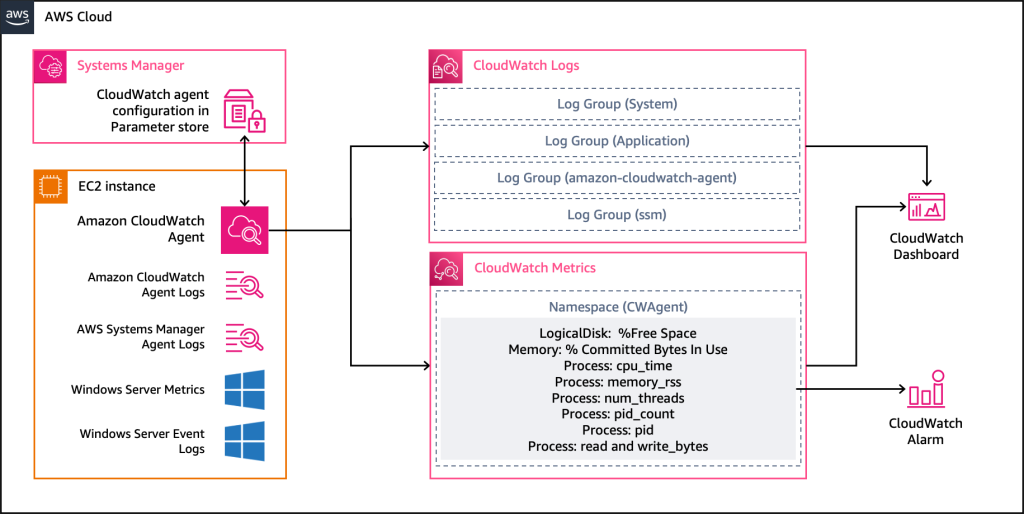 aws
AWS Cloud
Systems Manager
CloudWatch agent
configuration in
Parameter store
EC2 instance
Amazon CloudWatch
Agent
Amazon CloudWatch
Agent Logs
AWS Systems Manager
Agent Logs
Windows Server Metrics
Windows Server Event
Logs
CloudWatch Logs
Log Group (System)
Log Group (Application)
Log Group (amazon-cloudwatch-agent)
Log Group (ssm)
CloudWatch Metrics
Namespace (CWAgent)
LogicalDisk: %Free Space
Memory: % Committed Bytes In Use
Process: cpu_time
Process: memory_rss
Process: num_threads
Process: pid_count
Process: pid
Process: read and write_bytes
CloudWatch
Dashboard
CloudWatch
Alarm